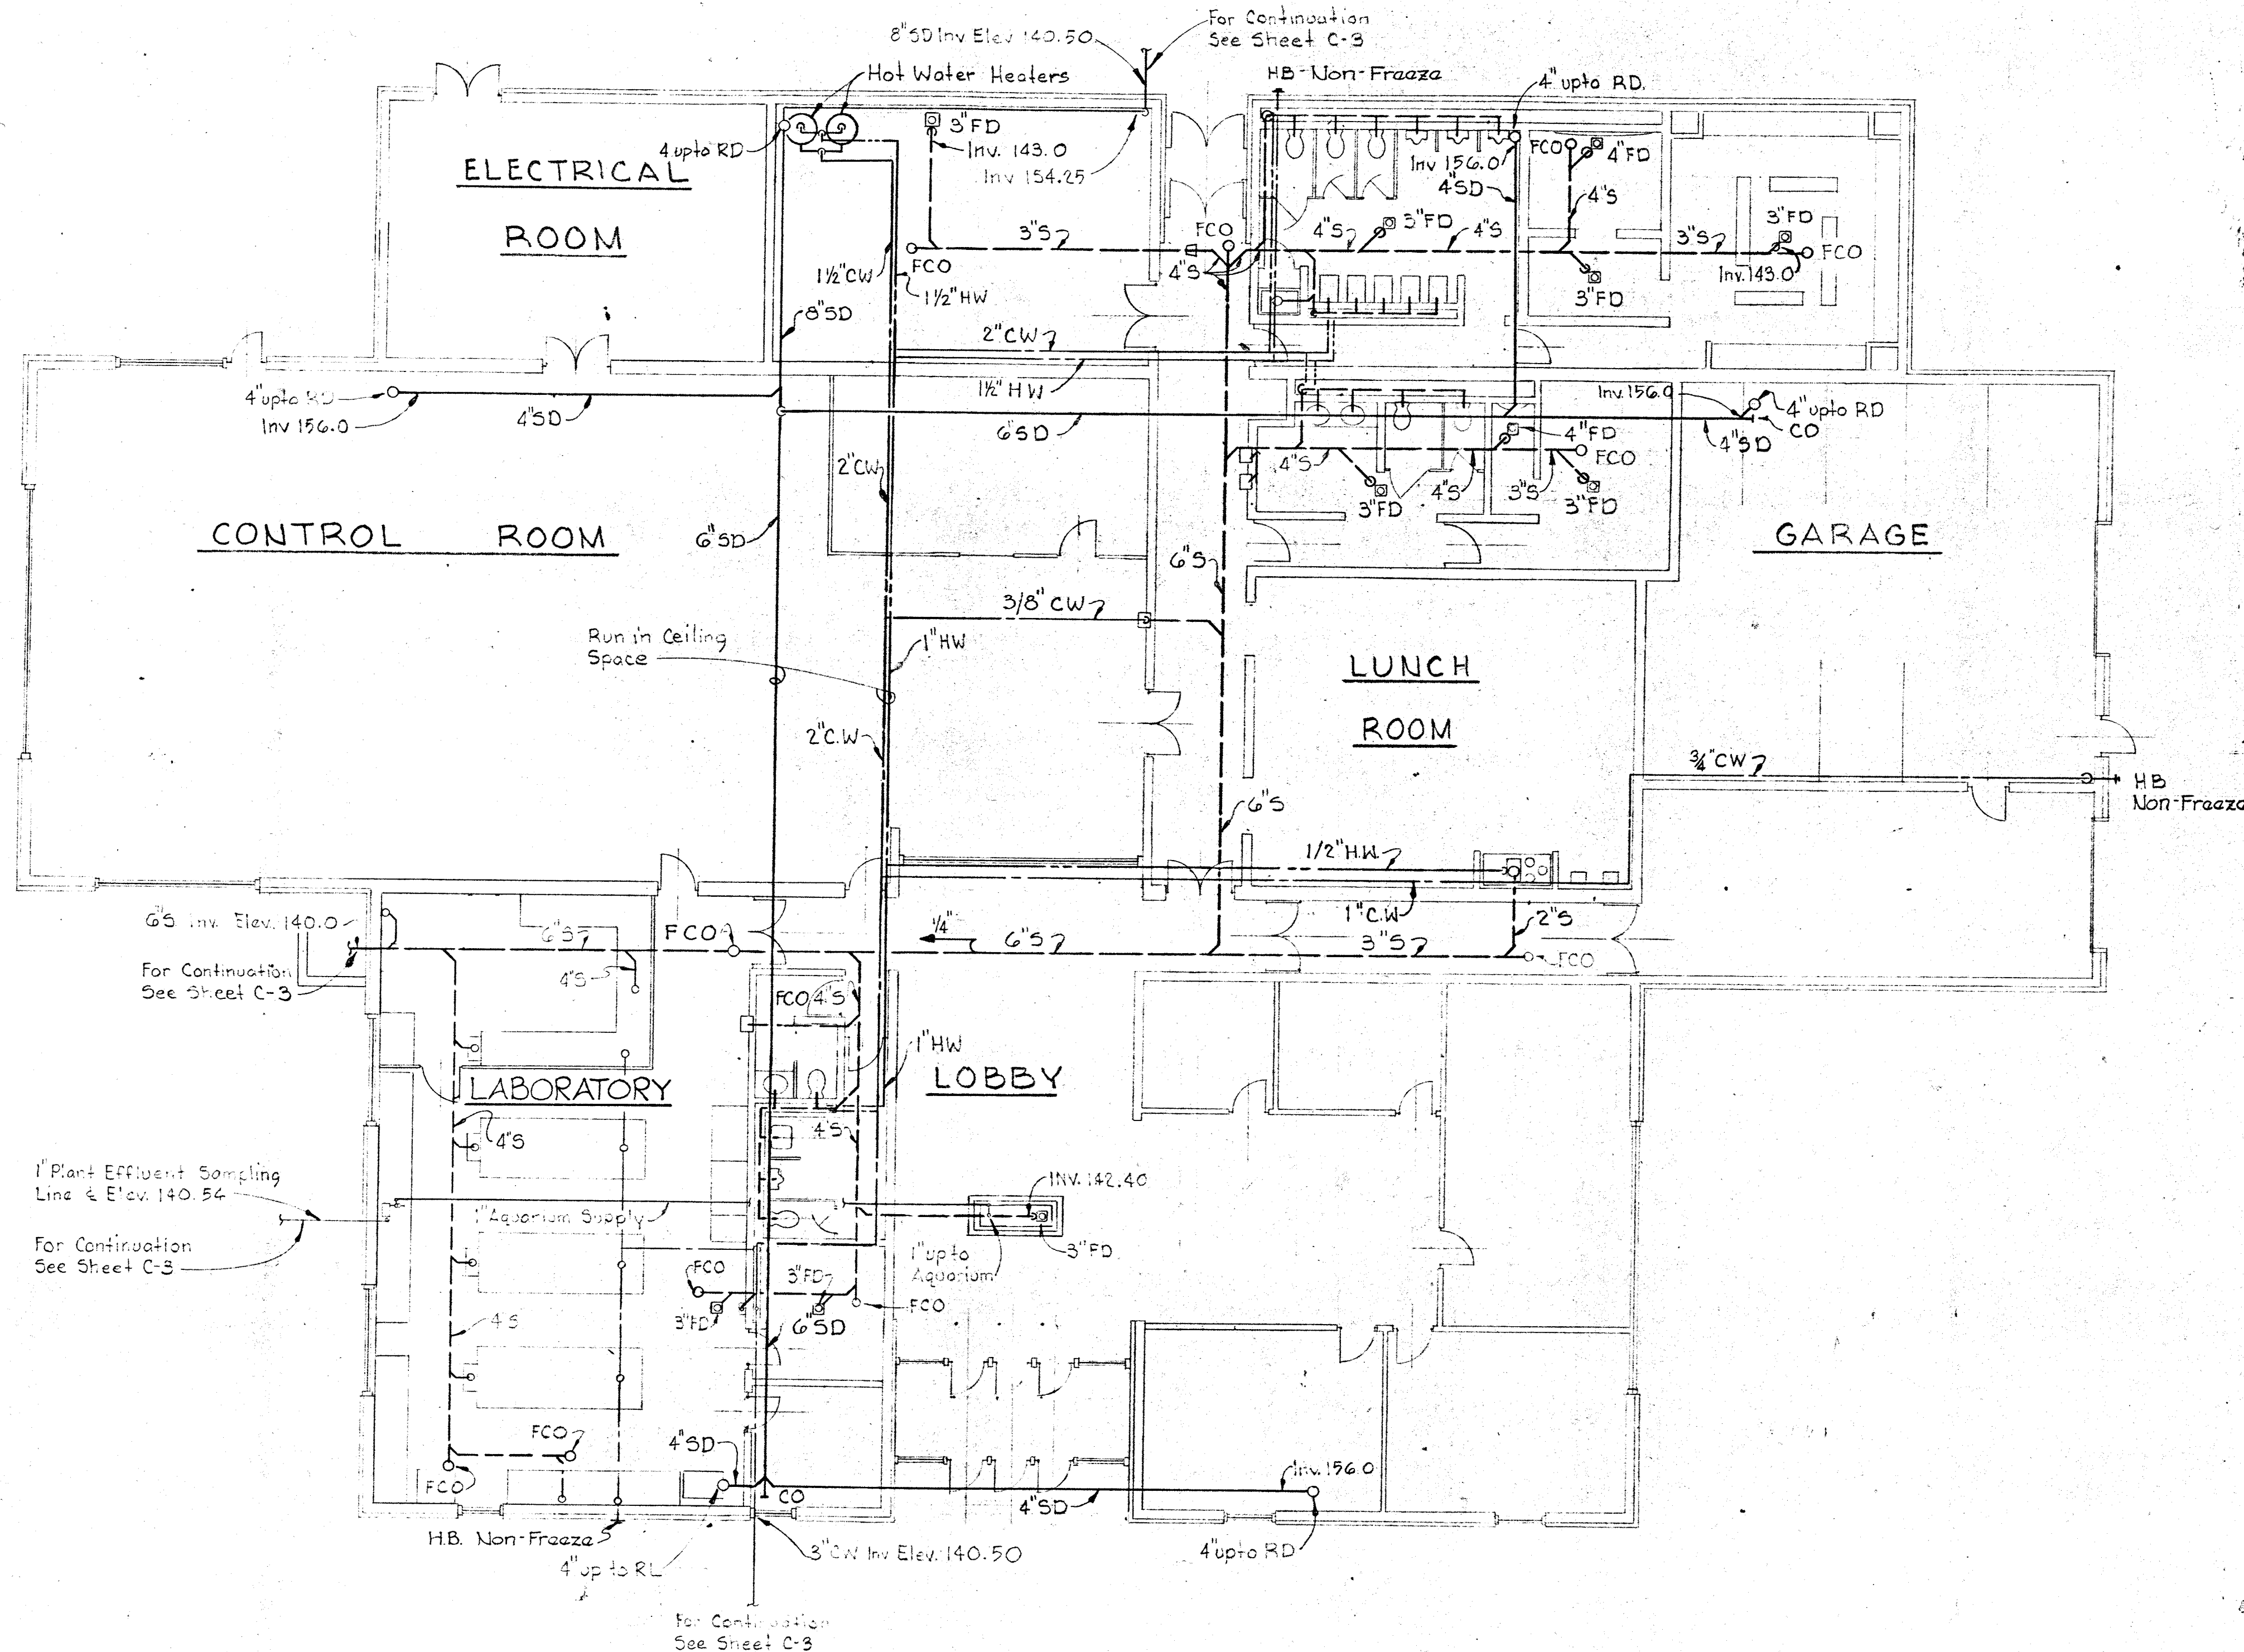 For Continuation
See Sheet C-3
8"SD Inv Elev 140.50
Hot Water Heaters
HB-Non-Freeze
4" upto RD.
3"FD
4 upto RD
Inv. 143.0
Inv 154.25
ELECTRICAL
ROOM
Inv 156.0
FCO
4"FD
4"SD
4"S
3"FD
FCO
3"S
4"S
3"FD
4"S
3"S
FCO
Inv. 143.0
FCO
4"S
1½"CW
1½"HW
3"FD
8"SD
2"CW
1½"HW
4"upto RD
Inv 156.0
4"SD
6"SD
Inv. 156.0
4"upto RD
CO
4"SD
4"FD
FCO
2"CW
4"S
4"S
3"S
3"FD
3"FD
CONTROL ROOM
6"SD
GARAGE
6"S
3/8" CW
Run in Ceiling
Space
1"HW
LUNCH
ROOM
2"C.W
3/4"CW
HB
Non-Freeze
6"S
1/2"H.W.
1"C.W
2"S
6"S Inv. Elev. 140.0
6"S
FCO
1/4"
6"S
3"S
FCO
For Continuation
See Sheet C-3
4"S
FCO
4"S
1"HW
LABORATORY
LOBBY
4"S
4"S
1"Plant Effluent Sampling
Line & Elev. 140.54
1"Aquarium Supply
INV. 142.40
For Continuation
See Sheet C-3
1"upto
Aquarium
3"FD
FCO
3"FD
FCO
3"FD
6"SD
4"S
FCO
4"SD
Inv. 156.0
FCO
CO
4"SD
H.B. Non-Freeze
3"CW Inv Elev. 140.50
4"upto RD
4"up to RL
For Continuation
See Sheet C-3